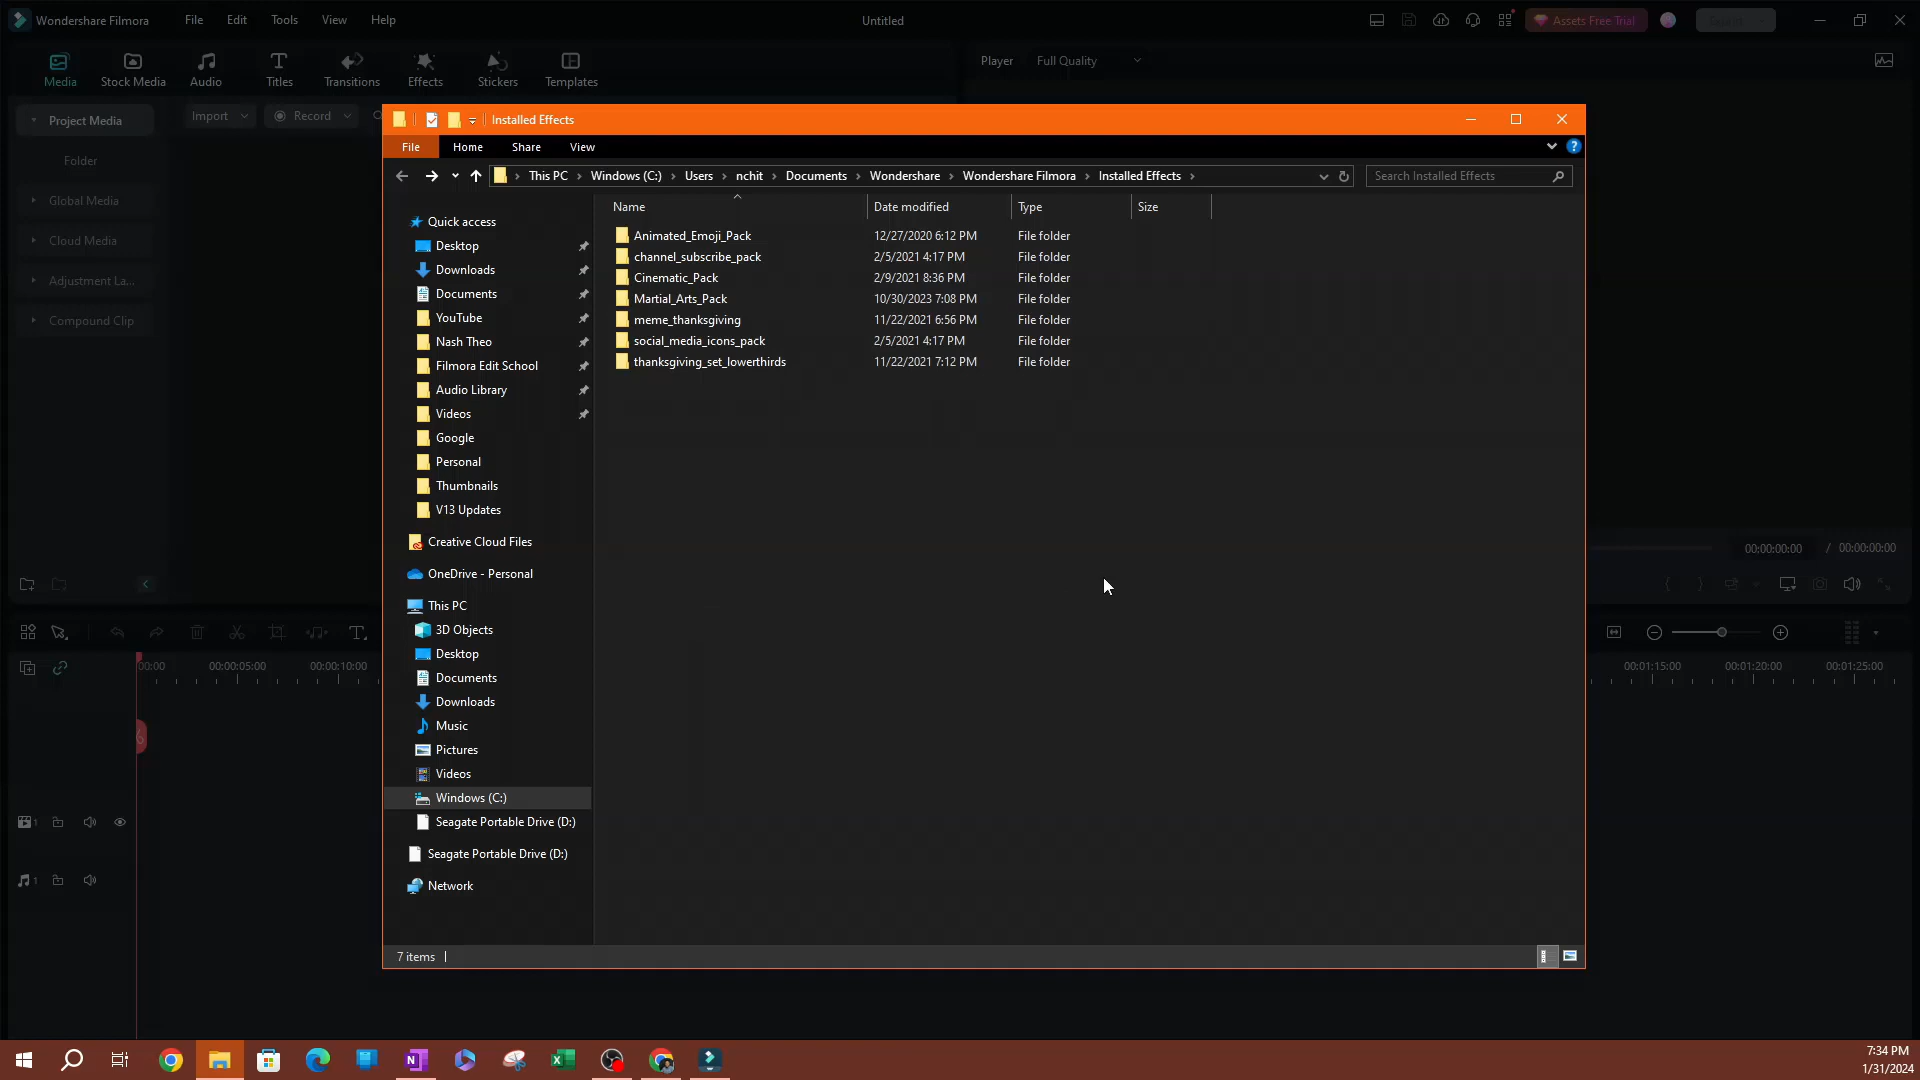 Wondershare Filmora File Edit Tools View Help Untitled Assets Free Trial
Media Stock Media Audio Titles Transitions Effects Stickers Templates Player Full Quality
Project Media Import Record
Folder
Global Media
Cloud Media
Adjustment La...
Compound Clip
Installed Effects
File Home Share View
This PC Windows (C:) Users nchit Documents Wondershare Wondershare Filmora Installed Effects Search Installed Effects
Name Date modified Type Size
Animated_Emoji_Pack 12/27/2020 6:12 PM File folder
channel_subscribe_pack 2/5/2021 4:17 PM File folder
Cinematic_Pack 2/9/2021 8:36 PM File folder
Martial_Arts_Pack 10/30/2023 7:08 PM File folder
meme_thanksgiving 11/22/2021 6:56 PM File folder
social_media_icons_pack 2/5/2021 4:17 PM File folder
thanksgiving_set_lowerthirds 11/22/2021 7:12 PM File folder
Quick access
Desktop
Downloads
Documents
YouTube
Nash Theo
Filmora Edit School
Audio Library
Videos
Google
Personal
Thumbnails
V13 Updates
Creative Cloud Files
OneDrive - Personal
This PC
3D Objects
Desktop
Documents
Downloads
Music
Pictures
Videos
Windows (C:)
Seagate Portable Drive (D:)
Seagate Portable Drive (D:)
Network
7 items
00:00:00:00 / 00:00:00:00
00:00 00:00:05:00 00:00:10:00 00:01:15:00 00:01:20:00 00:01:25:00
1
1
7:34 PM
1/31/2024